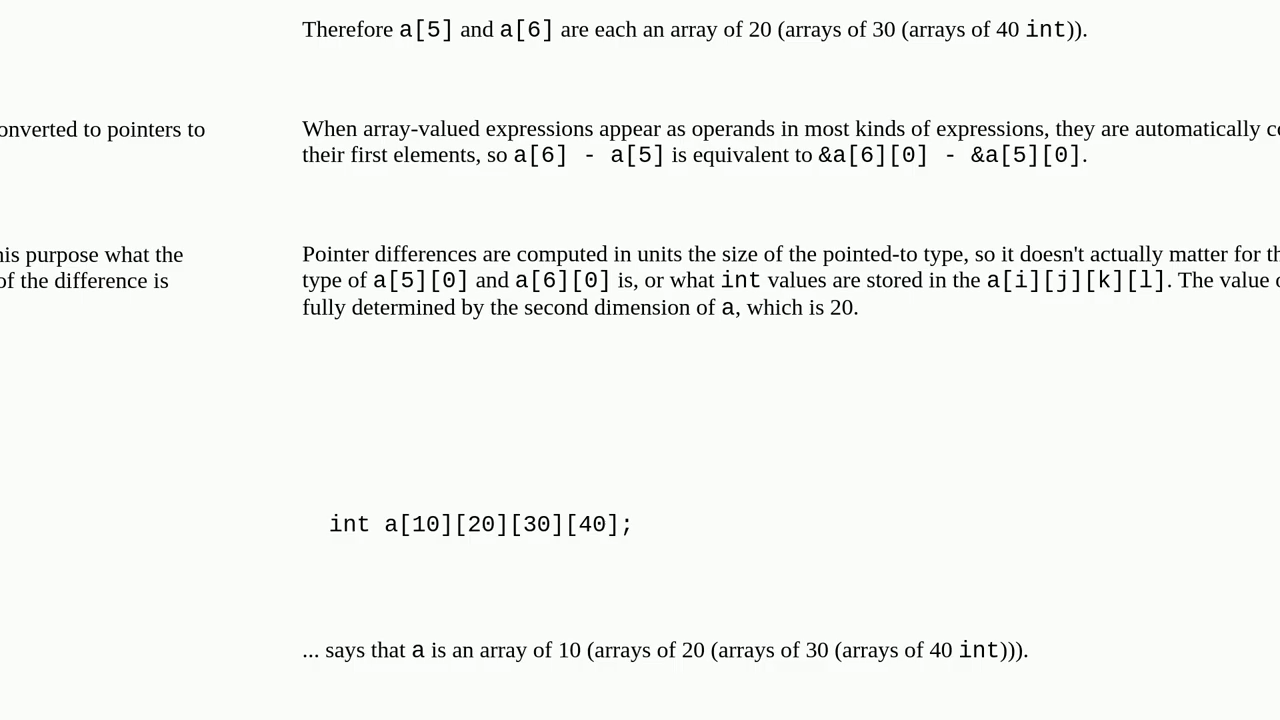 Therefore a[5] and a[6] are each an array of 20 (arrays of 30 (arrays of 40 int)).
onverted to pointers to
When array-valued expressions appear as operands in most kinds of expressions, they are automatically c
their first elements, so a[6] - a[5] is equivalent to &a[6][0] - &a[5][0].
his purpose what the
of the difference is
Pointer differences are computed in units the size of the pointed-to type, so it doesn't actually matter for th
type of a[5][0] and a[6][0] is, or what int values are stored in the a[i][j][k][l]. The value o
fully determined by the second dimension of a, which is 20.
int a[10][20][30][40];
... says that a is an array of 10 (arrays of 20 (arrays of 30 (arrays of 40 int))).